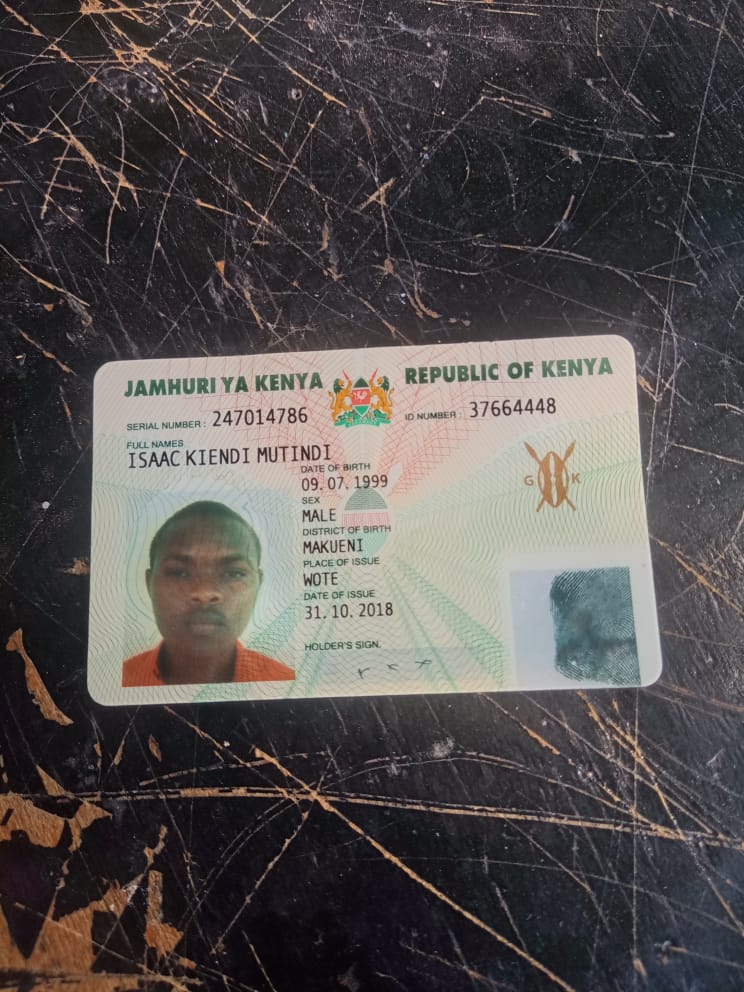 JAMHURI YA KENYA REPUBLIC OF KENYA
SERIAL NUMBER : 247014786 ID NUMBER : 37664448
FULL NAMES
ISAAC KIENDI MUTINDI
DATE OF BIRTH
09. 07. 1999
G K
SEX
MALE
DISTRICT OF BIRTH
MAKUENI
PLACE OF ISSUE
WOTE
DATE OF ISSUE
31. 10. 2018
HOLDER'S SIGN.